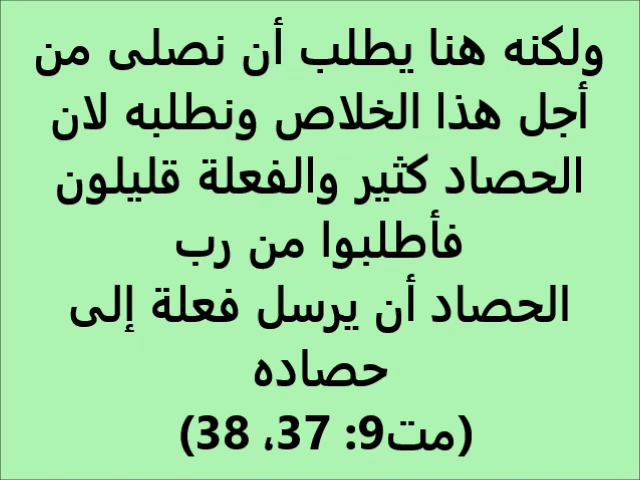 ولكنه هنا يطلب أن نصلى من
أجل هذا الخلاص ونطلبه لان
الحصاد كثير والفعلة قليلون
فأطلبوا من رب
الحصاد أن يرسل فعلة إلى
حصاده
(مت9: 37، 38)